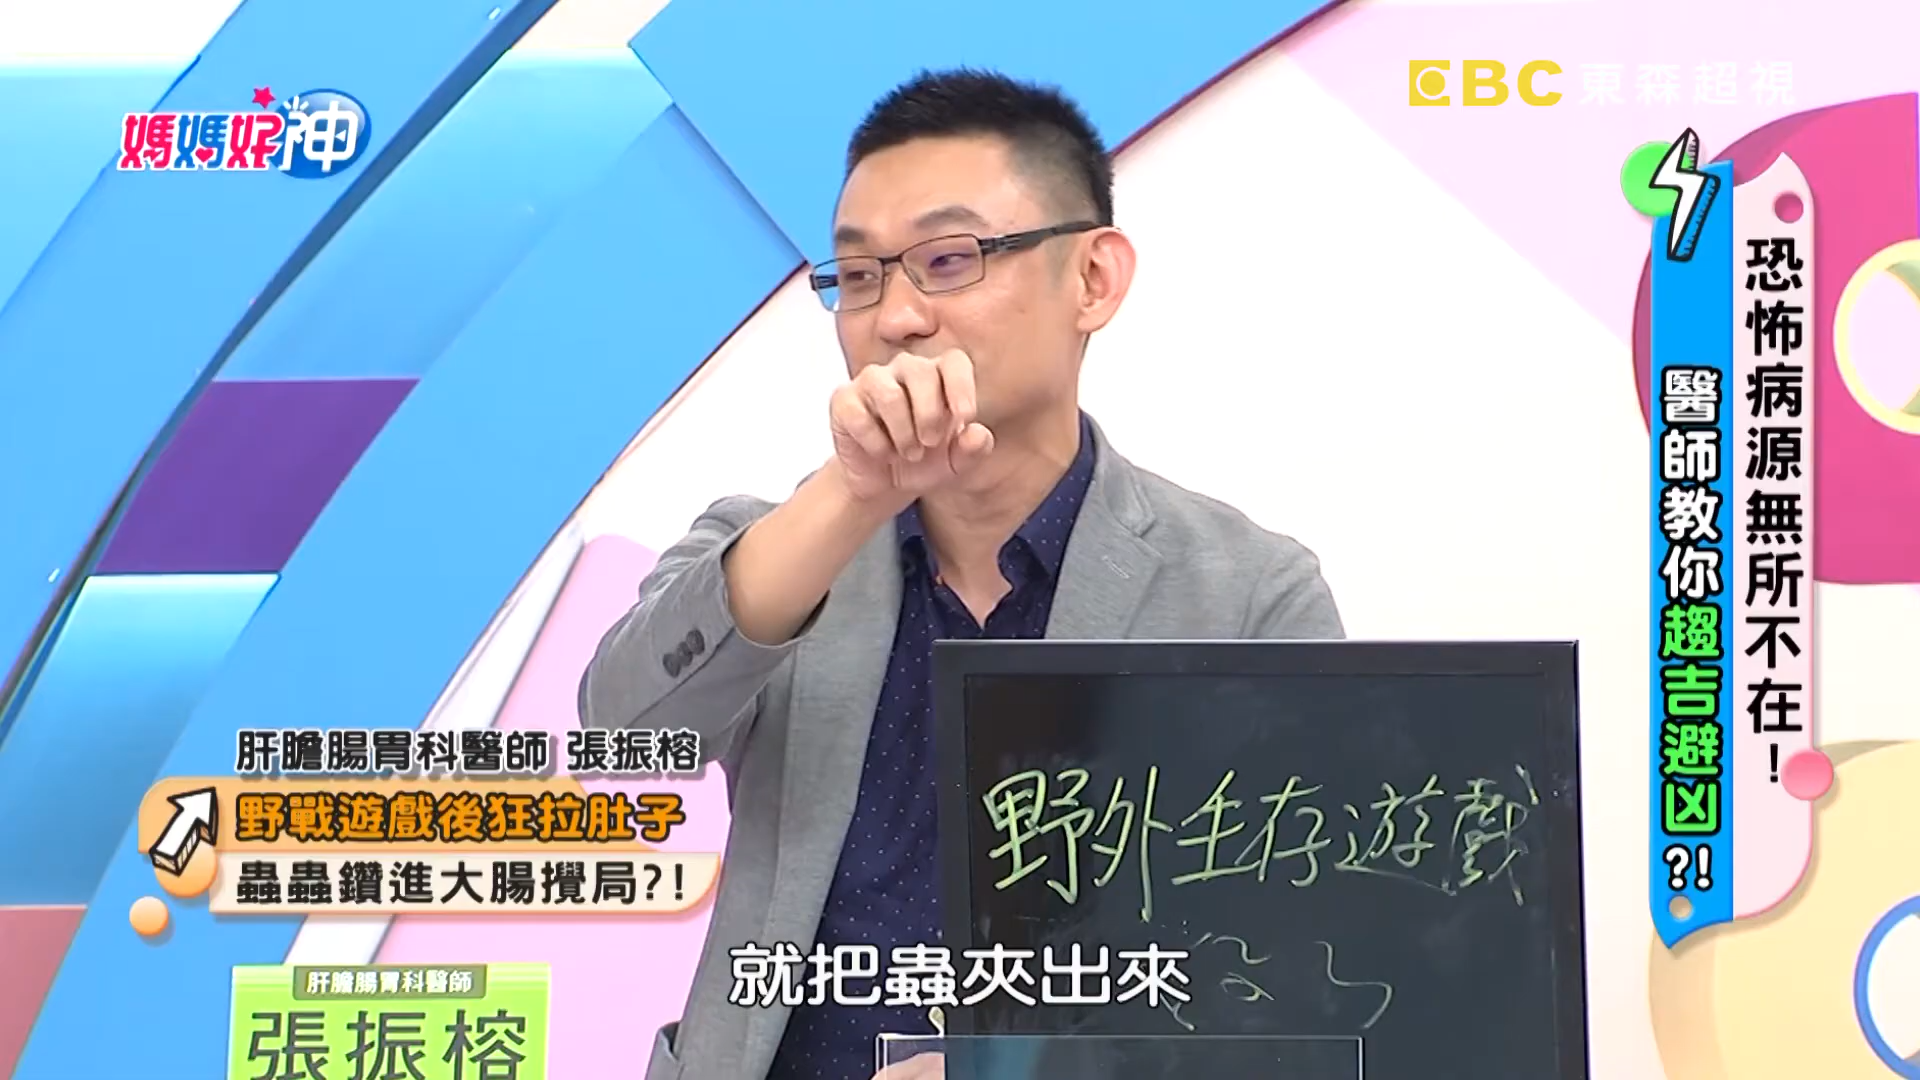 媽媽好神
EBC 東森超視
恐怖病源無所不在!
醫師教你趨吉避凶?!
肝膽腸胃科醫師 張振榕
野戰遊戲後狂拉肚子
蟲蟲鑽進大腸攪局?!
野外生存遊戲
就把蟲夾出來
肝膽腸胃科醫師
張振榕